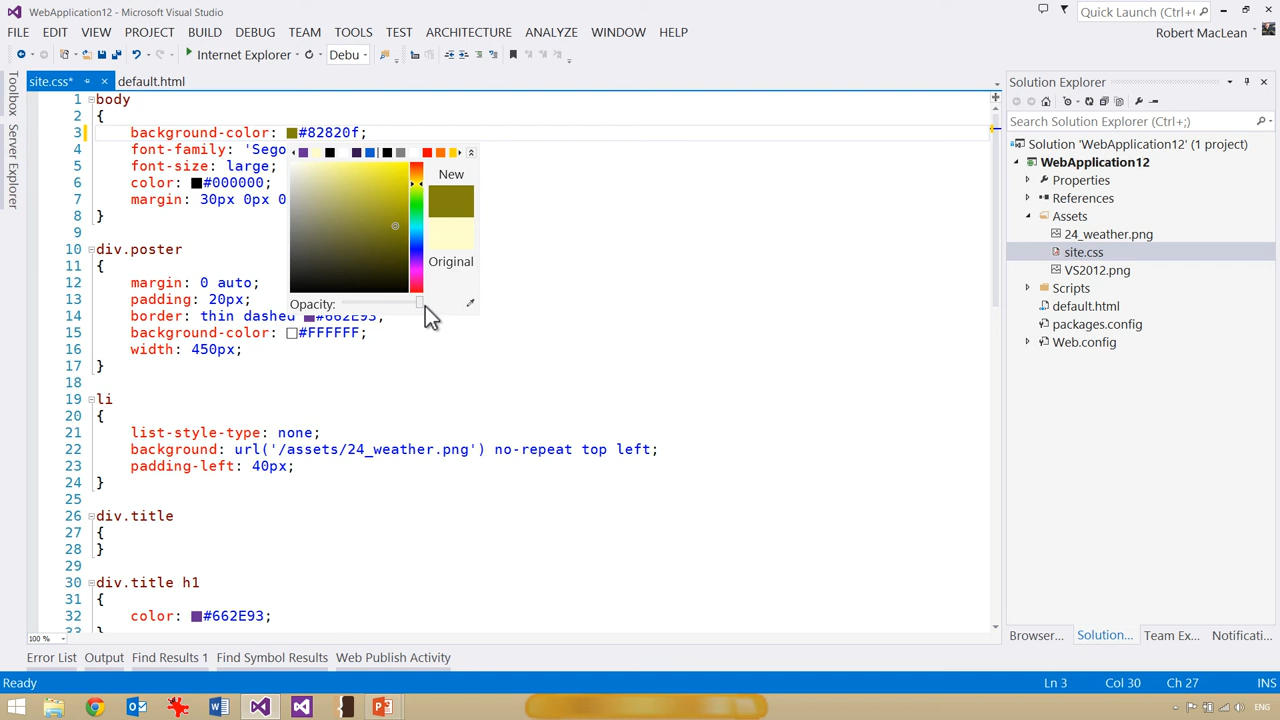 WebApplication12 - Microsoft Visual Studio
Quick Launch (Ctrl+
FILE EDIT VIEW PROJECT BUILD DEBUG TEAM TOOLS TEST ARCHITECTURE ANALYZE WINDOW HELP
Robert MacLean
Internet Explorer
Debu
Toolbox
Server Explorer
site.css*
default.html
1 body
2 {
3 background-color: #82820f;
4 font-family: 'Sego
5 font-size: large;
6 color: #000000;
7 margin: 30px 0px 0
8 }
9
10 div.poster
11 {
12 margin: 0 auto;
13 padding: 20px;
14 border: thin dashed #662E93;
15 background-color: #FFFFFF;
16 width: 450px;
17 }
18
19 li
20 {
21 list-style-type: none;
22 background: url('/assets/24_weather.png') no-repeat top left;
23 padding-left: 40px;
24 }
25
26 div.title
27 {
28 }
29
30 div.title h1
31 {
32 color: #662E93;
33 }
New
Original
Opacity:
100 %
Solution Explorer
Search Solution Explorer (Ctrl+;)
Solution 'WebApplication12' (1 project)
WebApplication12
Properties
References
Assets
24_weather.png
site.css
VS2012.png
Scripts
default.html
packages.config
Web.config
Browser... Solution... Team Ex... Notificati...
Error List Output Find Results 1 Find Symbol Results Web Publish Activity
Ready
Ln 3 Col 30 Ch 27 INS
ENG